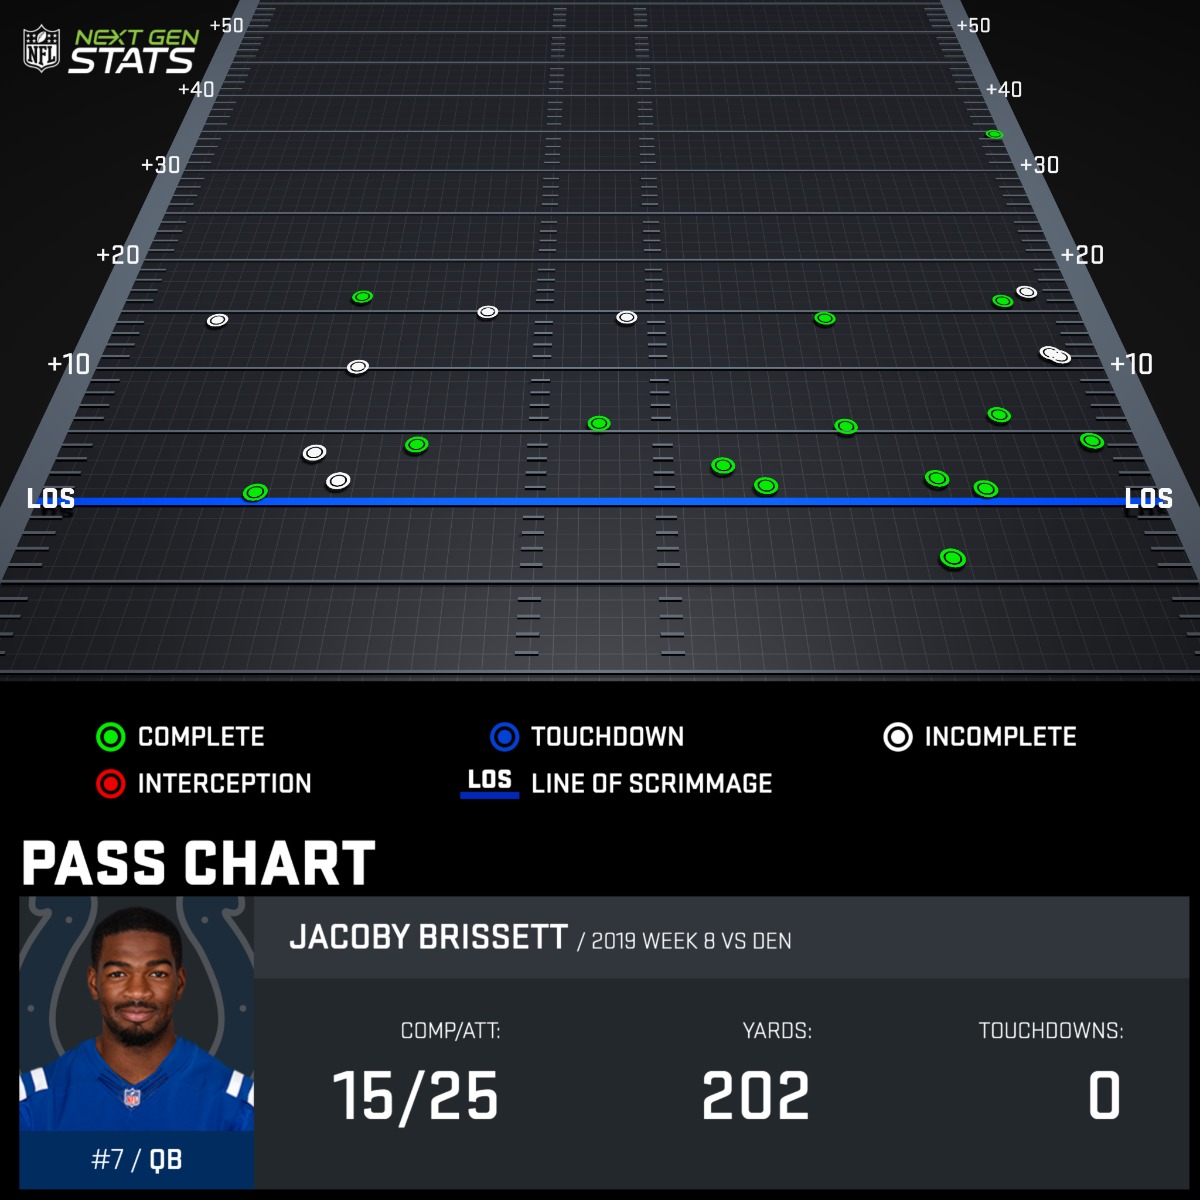 NFL
NEXT GEN
STATS
+50 +50
+40 +40
+30 +30
+20 +20
+10 +10
LOS LOS
COMPLETE TOUCHDOWN INCOMPLETE
INTERCEPTION LOS LINE OF SCRIMMAGE
PASS CHART
JACOBY BRISSETT / 2019 WEEK 8 VS DEN
COMP/ATT: YARDS: TOUCHDOWNS:
15/25 202 0
#7 / QB